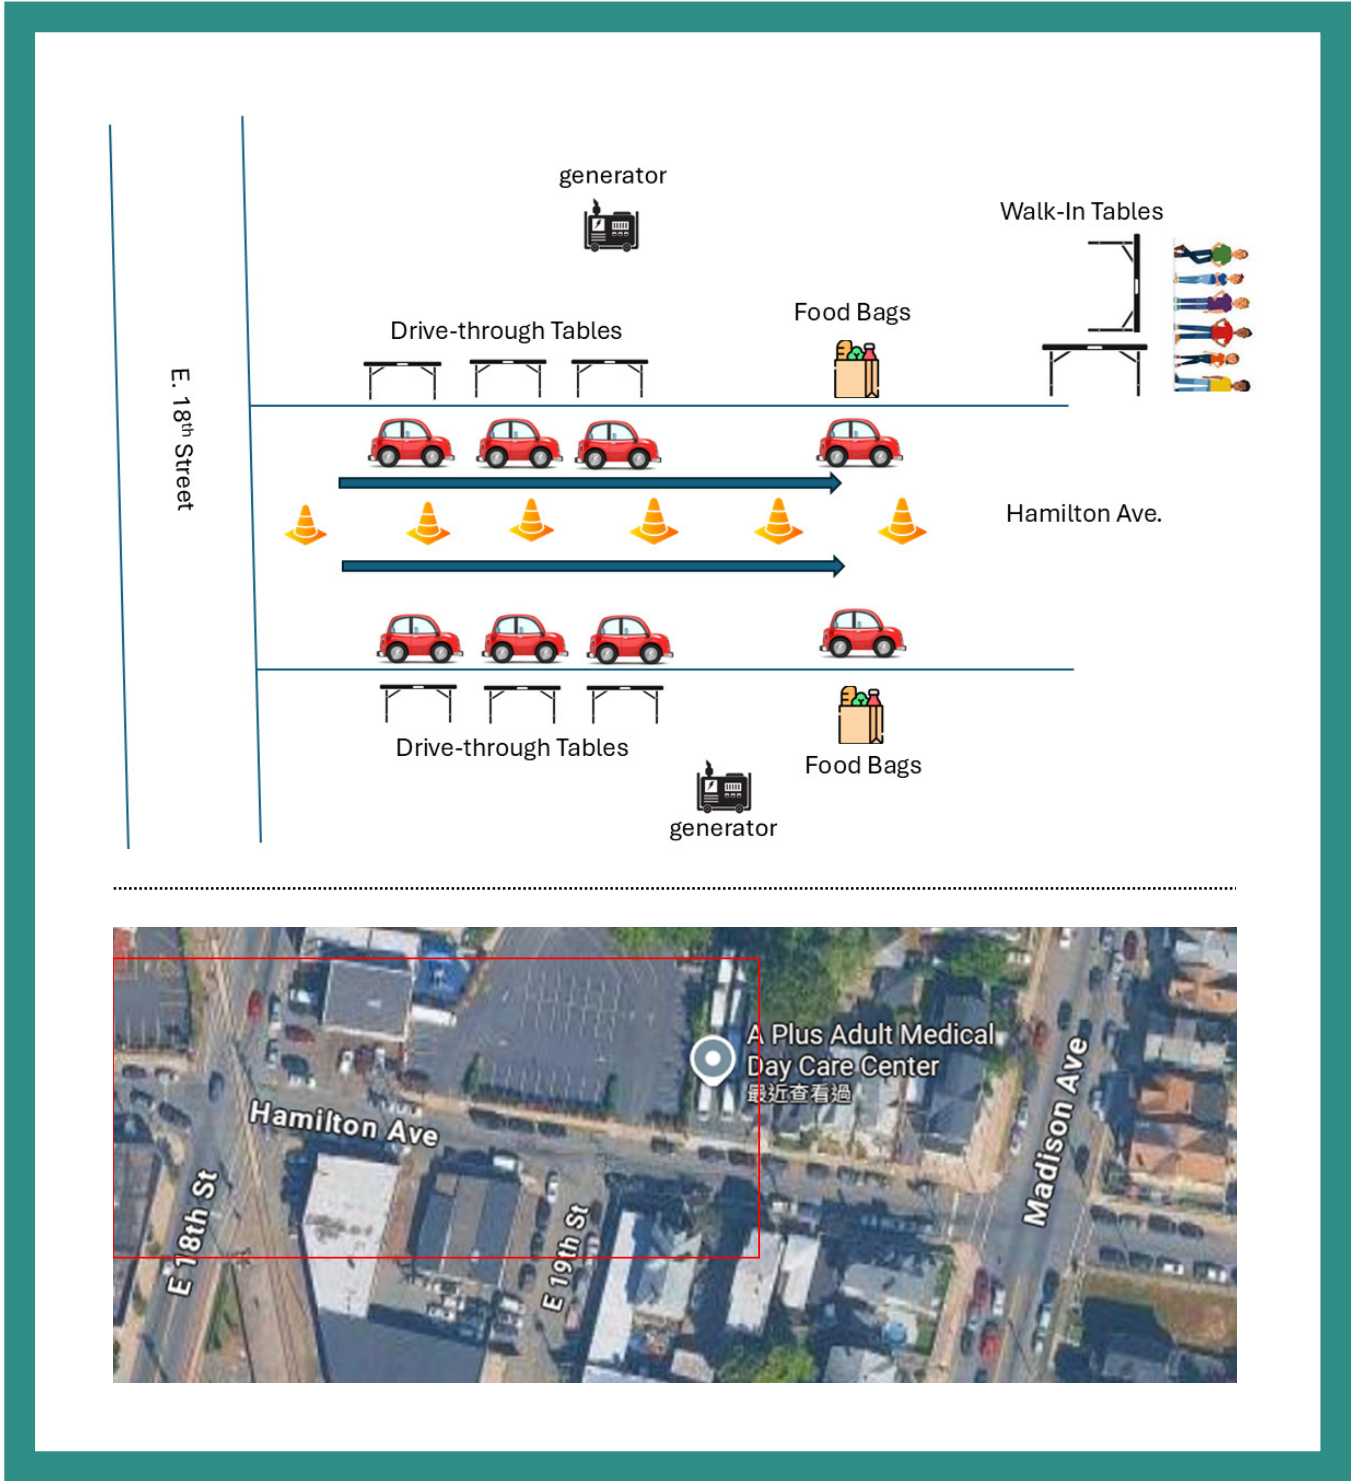 generator
Walk-In Tables
Food Bags
Drive-through Tables
E. 18th Street
Hamilton Ave.
Drive-through Tables
Food Bags
generator
A Plus Adult Medical
Day Care Center
最近查看過
Hamilton Ave
Madison Ave
E 18th St
E 19th St